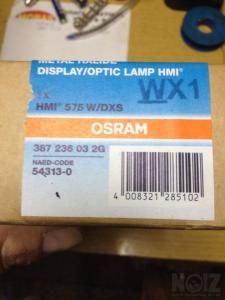 METAL HALIDE
DISPLAY/OPTIC LAMP HMI®
WX1
1x
HMI® 575 W/DXS
OSRAM
387 236 03 2G
NAED-CODE
54313-0
4 008321 285102
NOIZ